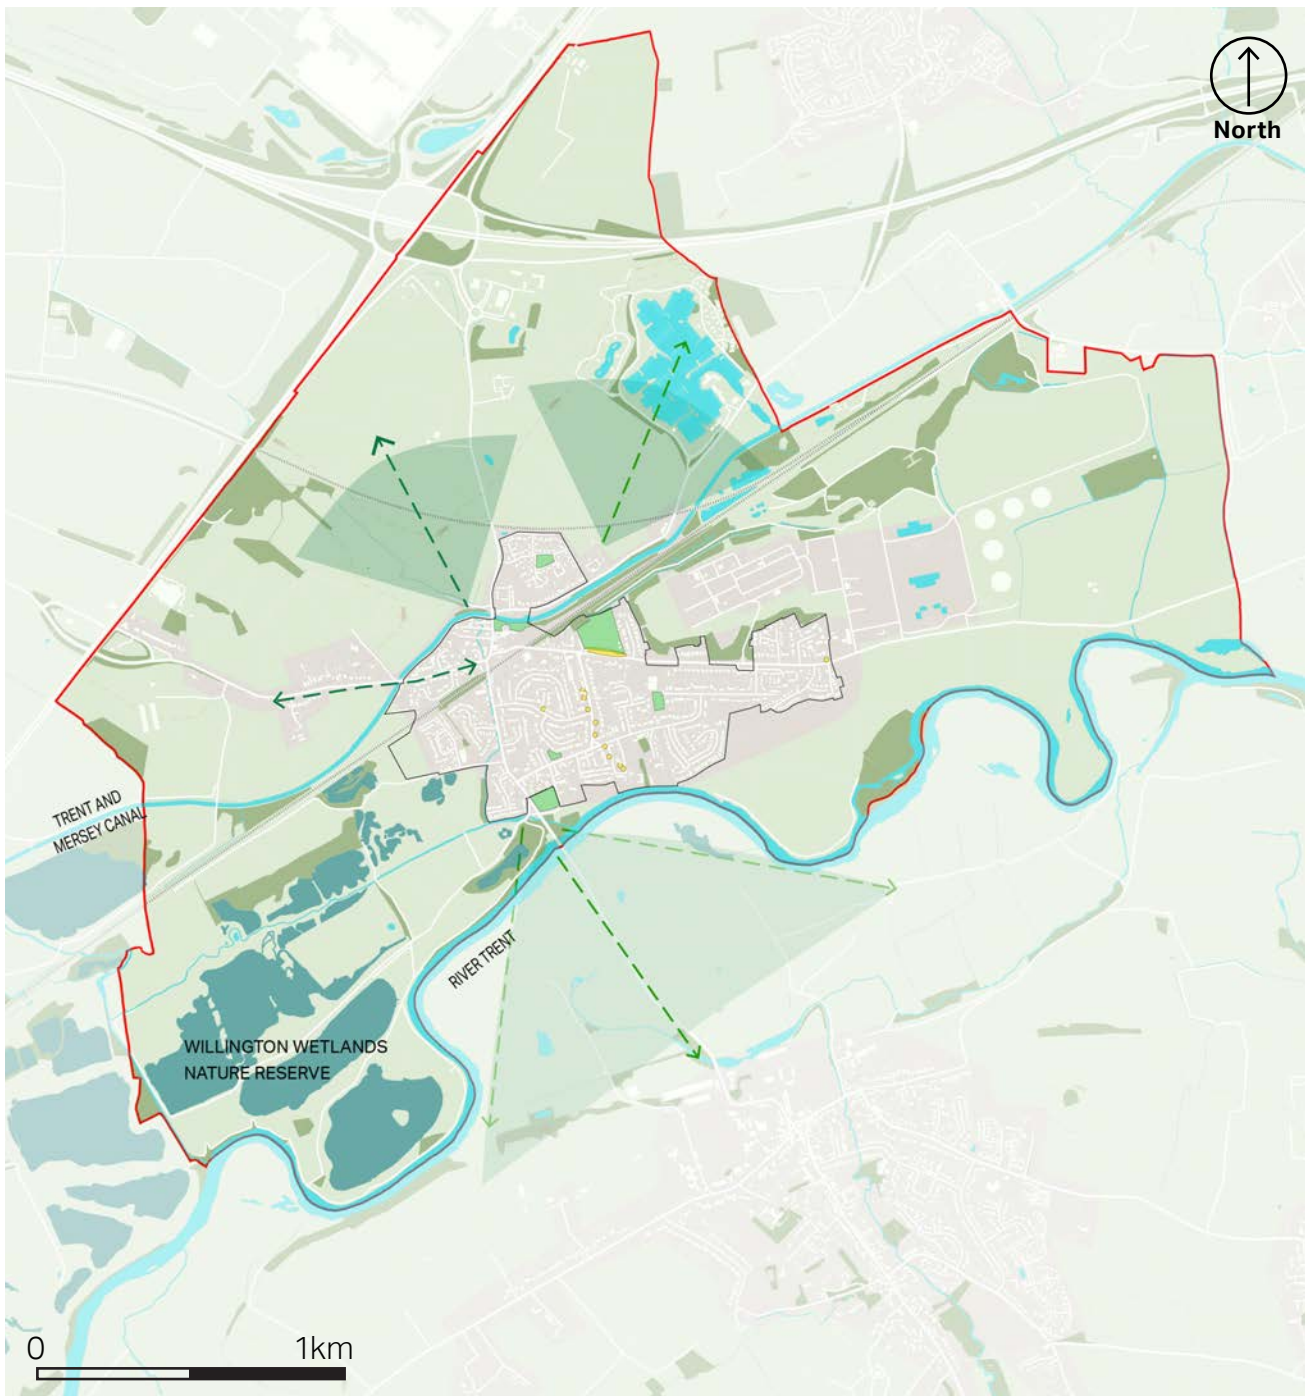 North
TRENT AND
MERSEY CANAL
RIVER TRENT
WILLINGTON WETLANDS
NATURE RESERVE
0 1km